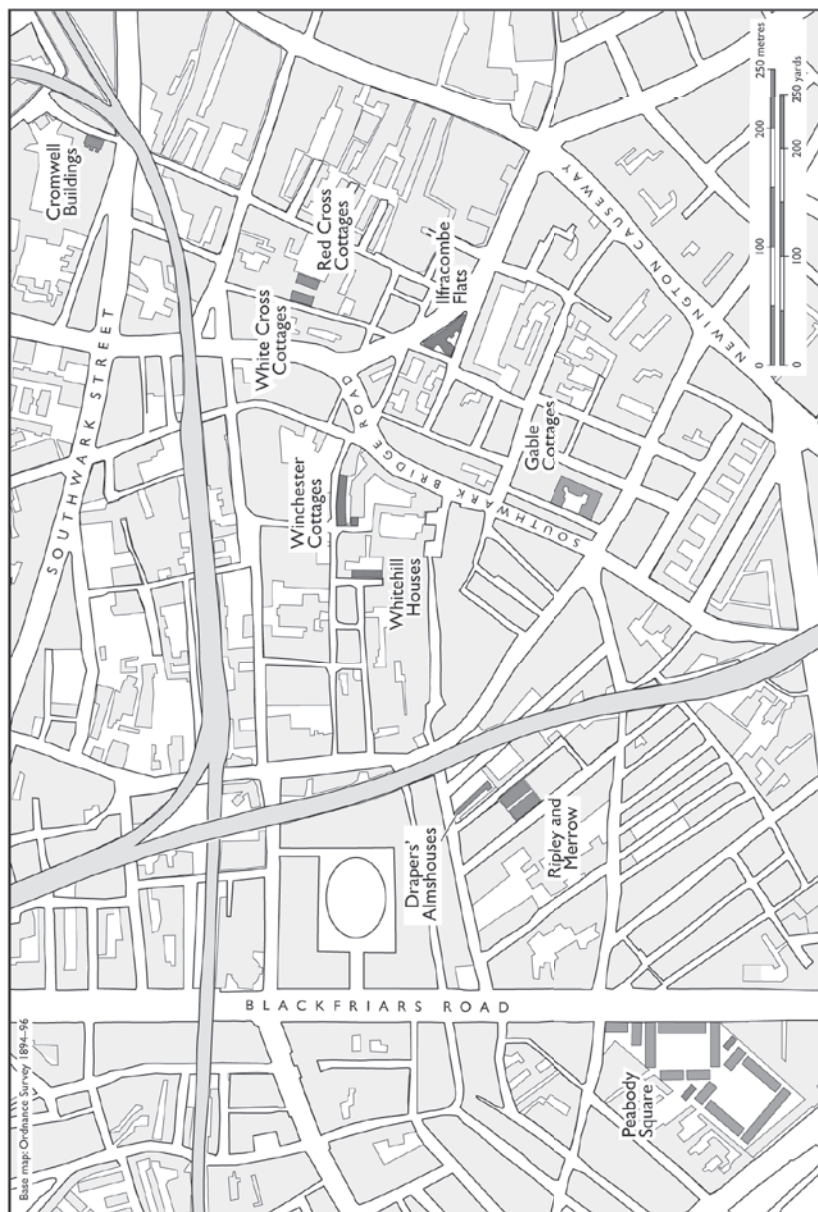 Base map: Ordnance Survey 1894–96
Cromwell
Buildings
SOUTHWARK STREET
White Cross
Cottages
Red Cross
Cottages
Ilfracombe
Flats
Winchester
Cottages
SOUTHWARK BRIDGE ROAD
Whitehill
Houses
Gable
Cottages
NEWINGTON CAUSEWAY
Drapers'
Almshouses
Ripley and
Merrow
BLACKFRIARS ROAD
Peabody
Square
0 100 200 250 metres
0 100 200 250 yards